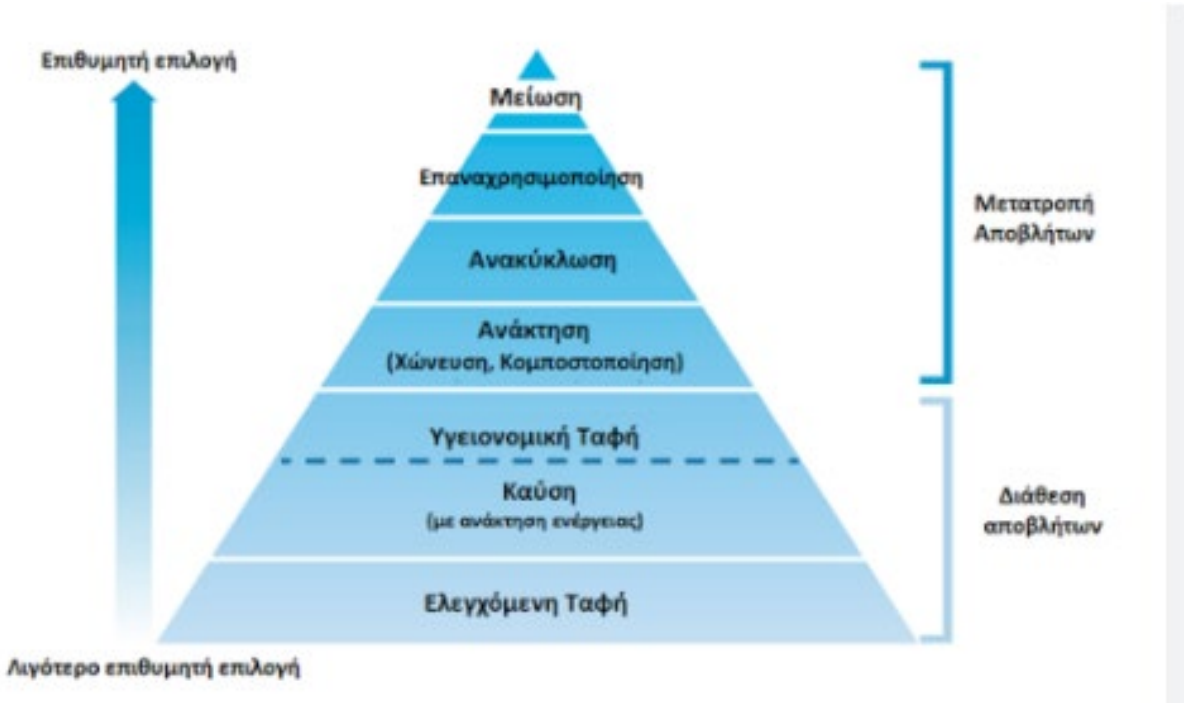 Επιθυμητή επιλογή
Μείωση
Επαναχρησιμοποίηση
Μετατροπή
Αποβλήτων
Ανακύκλωση
Ανάκτηση
(Χώνευση, Κομποστοποίηση)
Υγειονομική Ταφή
Καύση
(με ανάκτηση ενέργειας)
Διάθεση
αποβλήτων
Ελεγχόμενη Ταφή
Λιγότερο επιθυμητή επιλογή